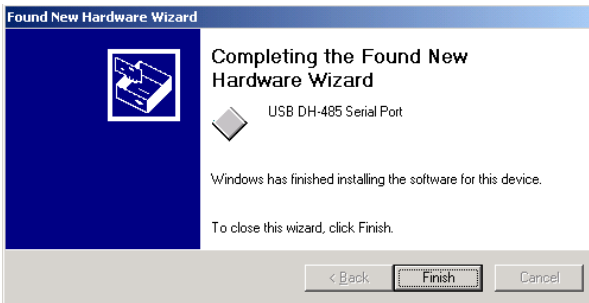 Found New Hardware Wizard
Completing the Found New
Hardware Wizard
USB DH-485 Serial Port
Windows has finished installing the software for this device.
To close this wizard, click Finish.
< Back Finish Cancel